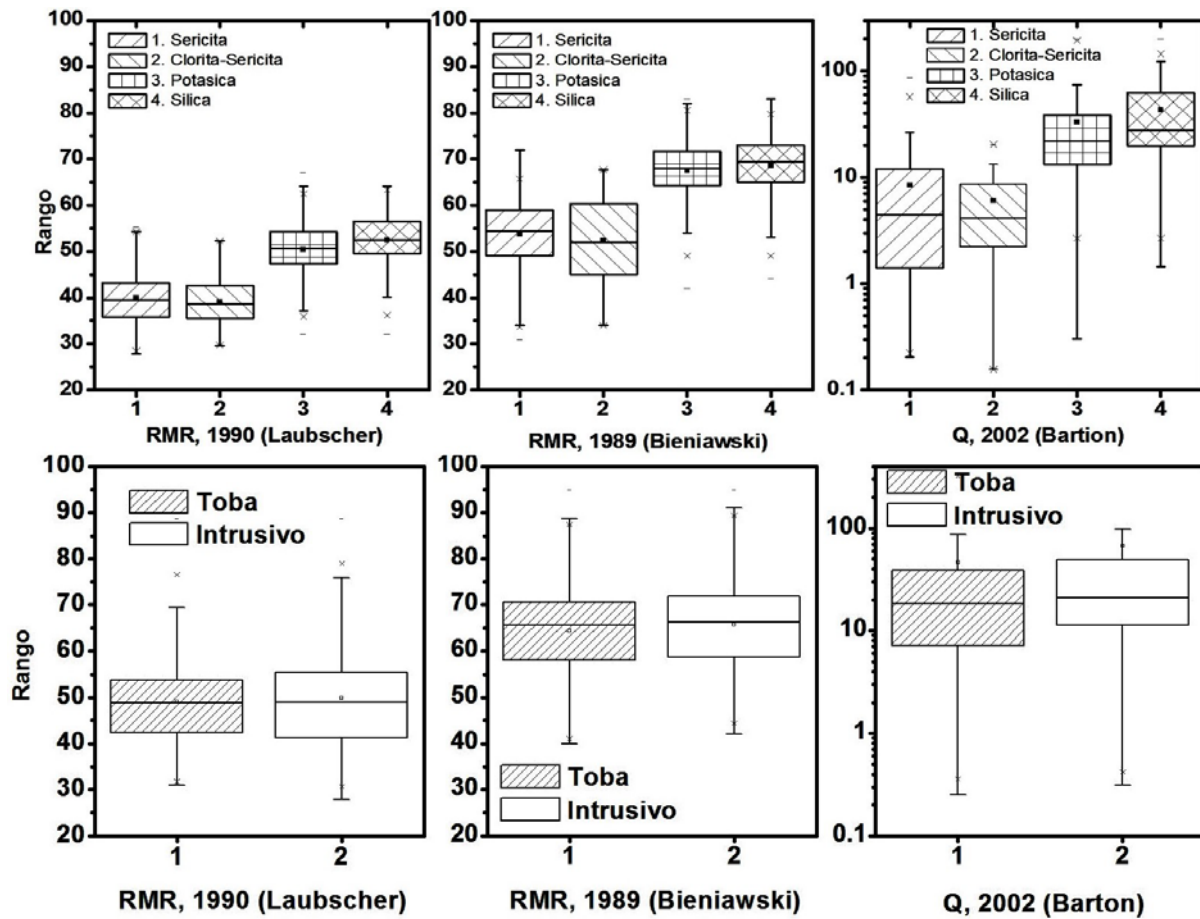 100
90
80
70
60
50
40
30
20
Rango
1. Sericita
2. Clorita-Sericita
3. Potasica
4. Silica
1 2 3 4
RMR, 1990 (Laubscher)
100
90
80
70
60
50
40
30
20
1. Sericita
2. Clorita-Sericita
3. Potasica
4. Silica
1 2 3 4
RMR, 1989 (Bieniawski)
100
10
1
0.1
1. Sericita
2. Clorita-Sericita
3. Potasica
4. Silica
1 2 3 4
Q, 2002 (Bartion)
100
90
80
70
60
50
40
30
20
Rango
Toba
Intrusivo
1 2
RMR, 1990 (Laubscher)
100
90
80
70
60
50
40
30
20
Toba
Intrusivo
1 2
RMR, 1989 (Bieniawski)
100
10
1
0.1
Toba
Intrusivo
1 2
Q, 2002 (Barton)